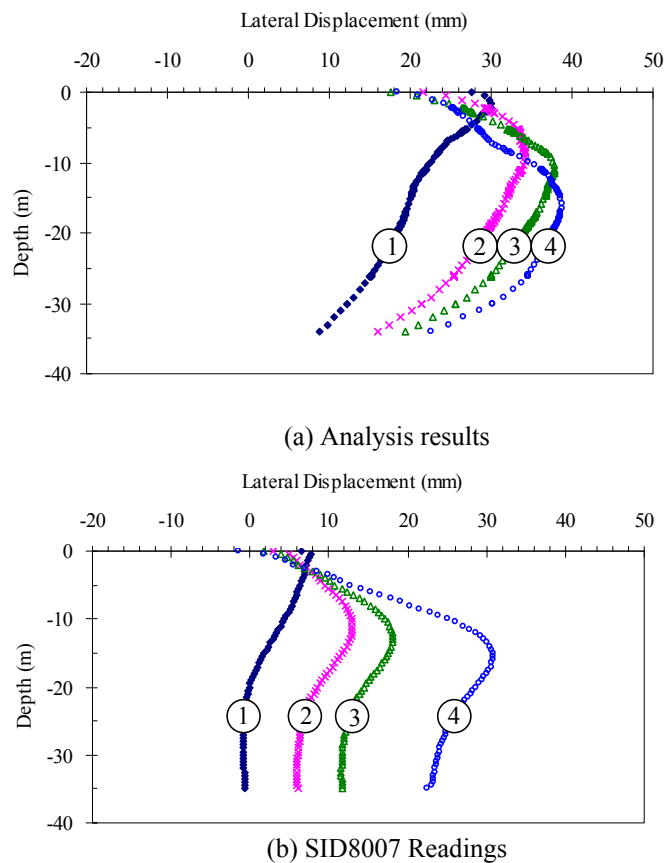 Lateral Displacement (mm)
-20 -10 0 10 20 30 40 50
0
-10
-20
-30
-40
Depth (m)
1 2 3 4
(a) Analysis results
Lateral Displacement (mm)
-20 -10 0 10 20 30 40 50
0
-10
-20
-30
-40
Depth (m)
1 2 3 4
(b) SID8007 Readings